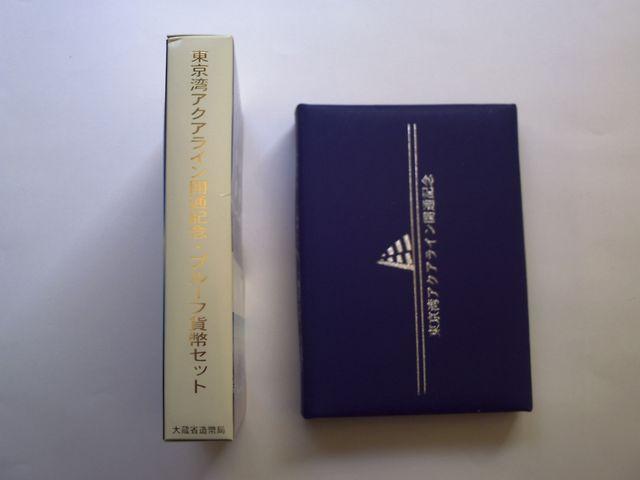 東京湾アクアライン開通記念・プルーフ貨幣セット
大蔵省造幣局
東京湾アクアライン開通記念